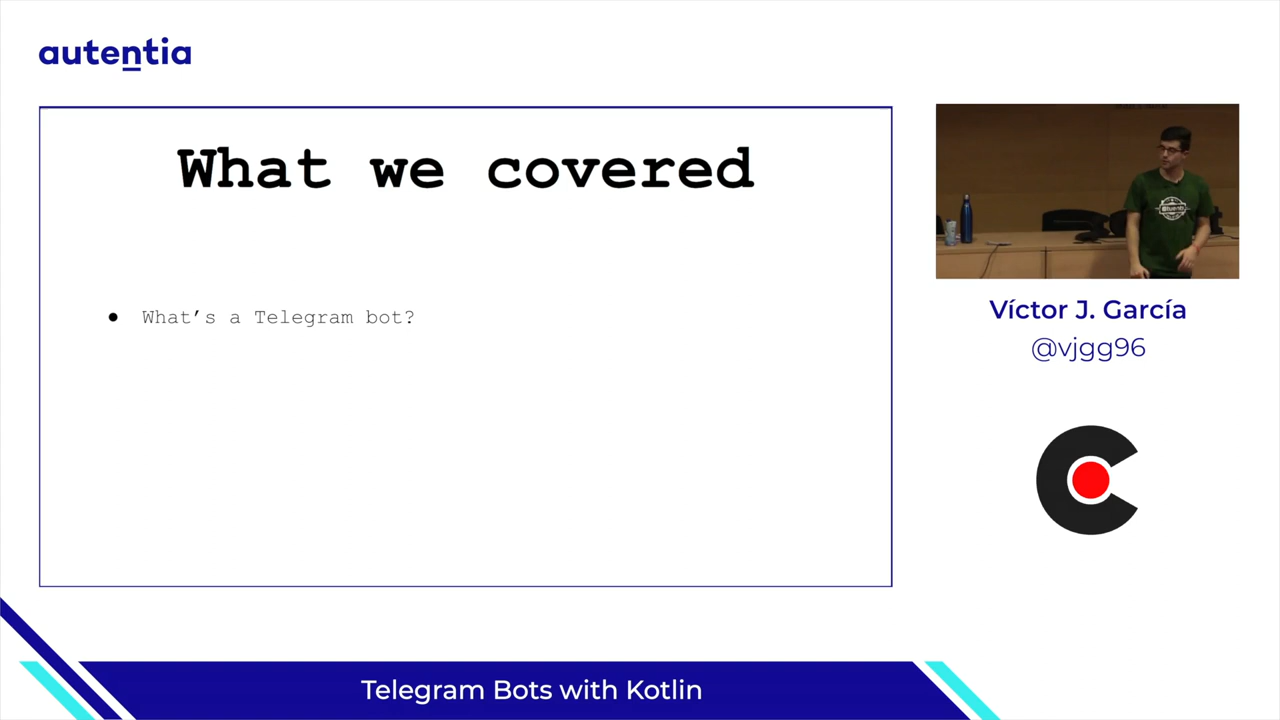 autentia
What we covered
● What's a Telegram bot?
Víctor J. García
@vjgg96
Telegram Bots with Kotlin